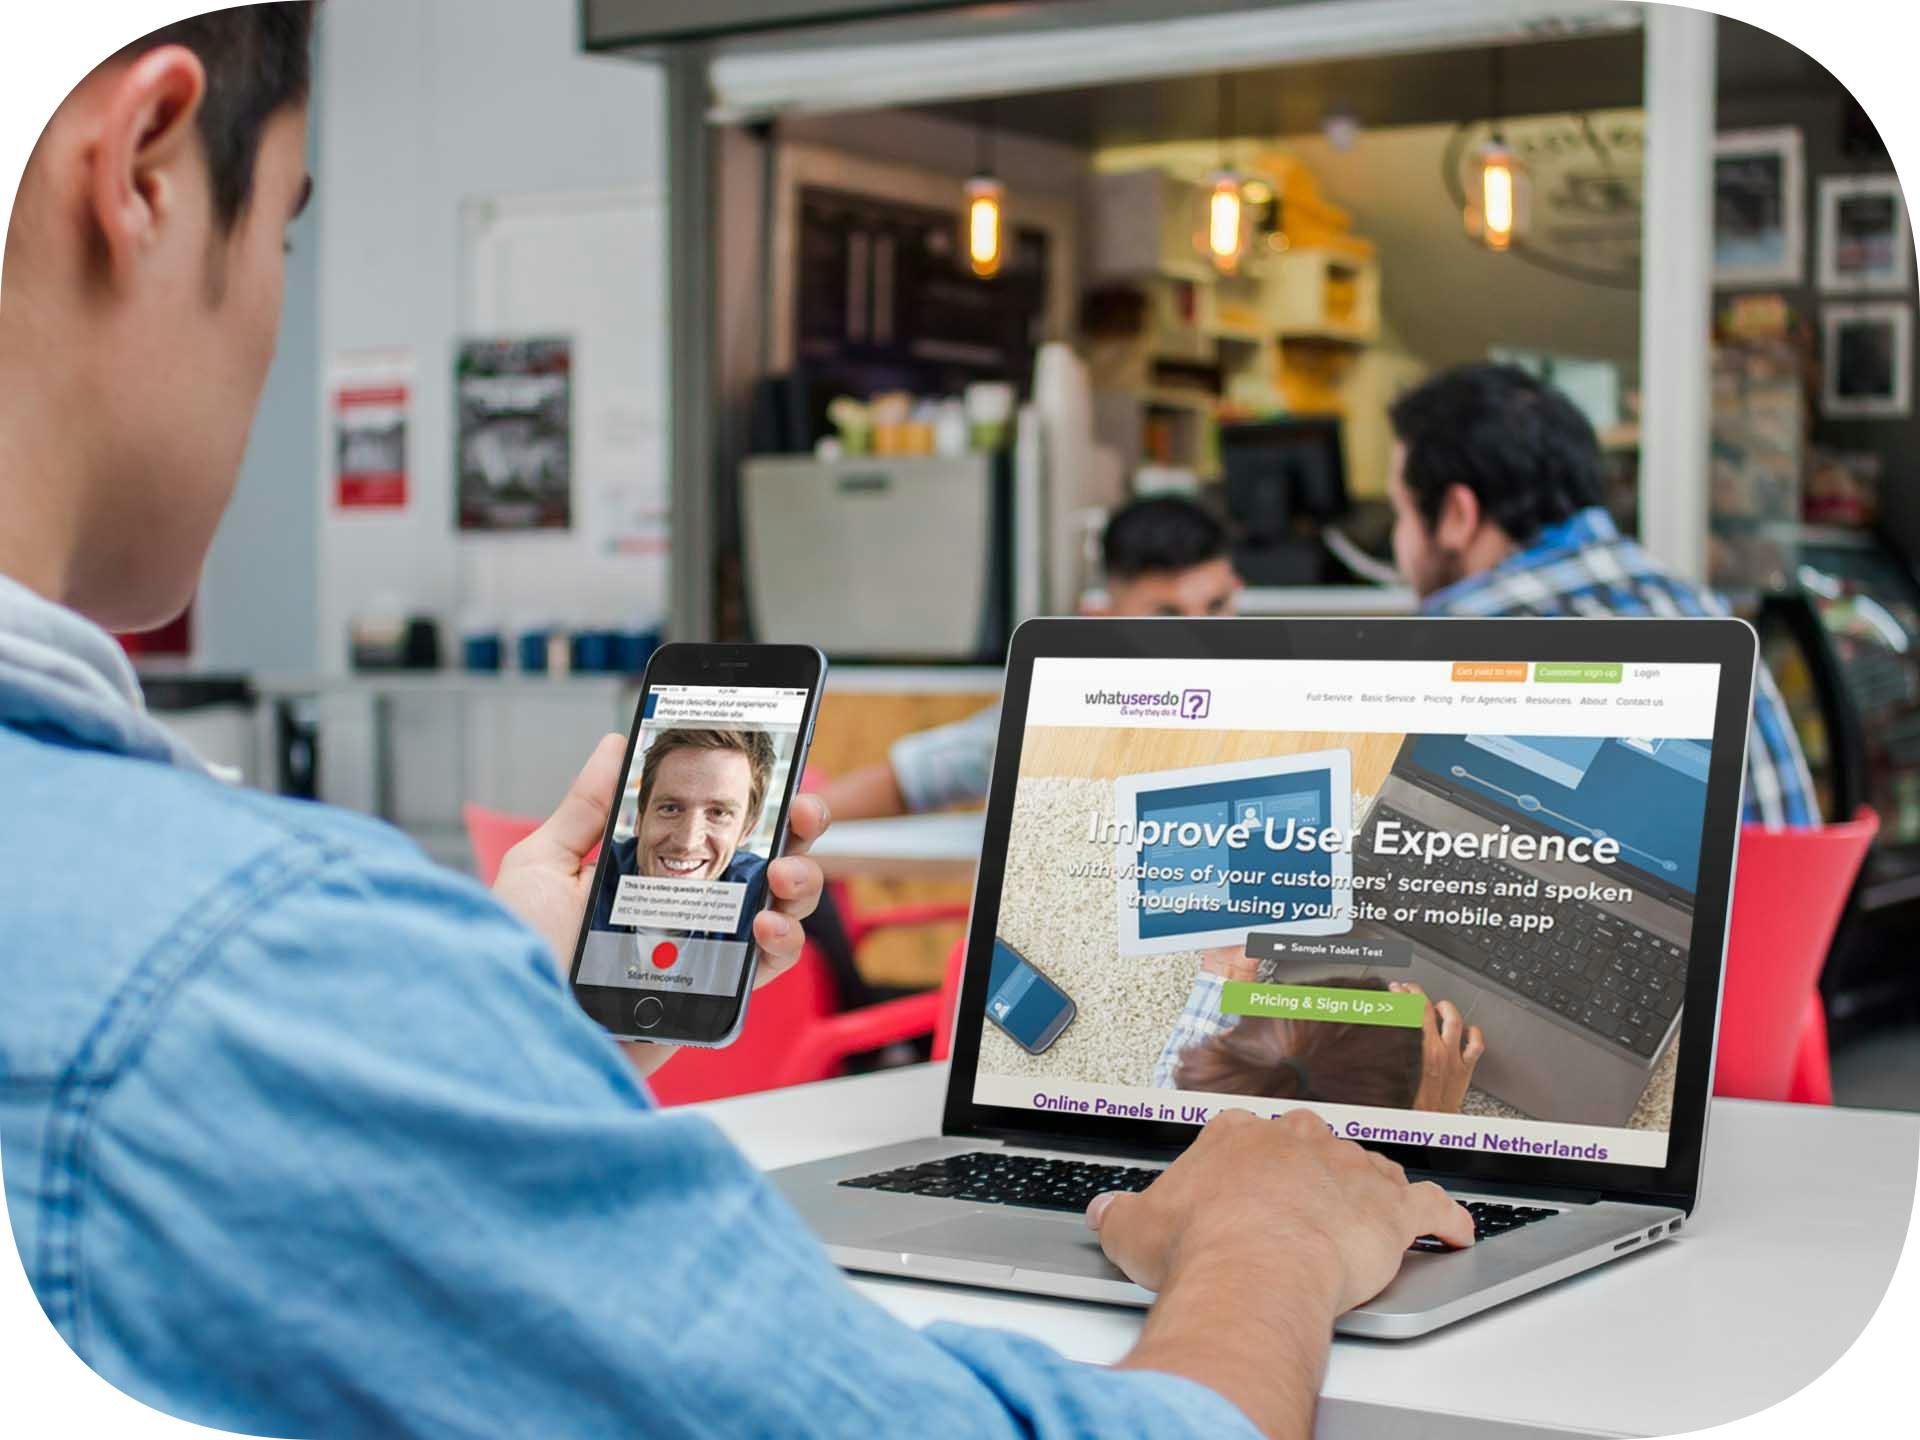 Please describe your experience
while on the mobile site.
This is a video question. Please
read the question above and press
REC to start recording your answer.
Start recording
Get paid to test Customer sign up Login
whatusersdo ?
& why they do it
Full Service Basic Service Pricing For Agencies Resources About Contact us
Improve User Experience
with videos of your customers' screens and spoken
thoughts using your site or mobile app
Sample Tablet Test
Pricing & Sign Up >>
Online Panels in UK, Germany and Netherlands